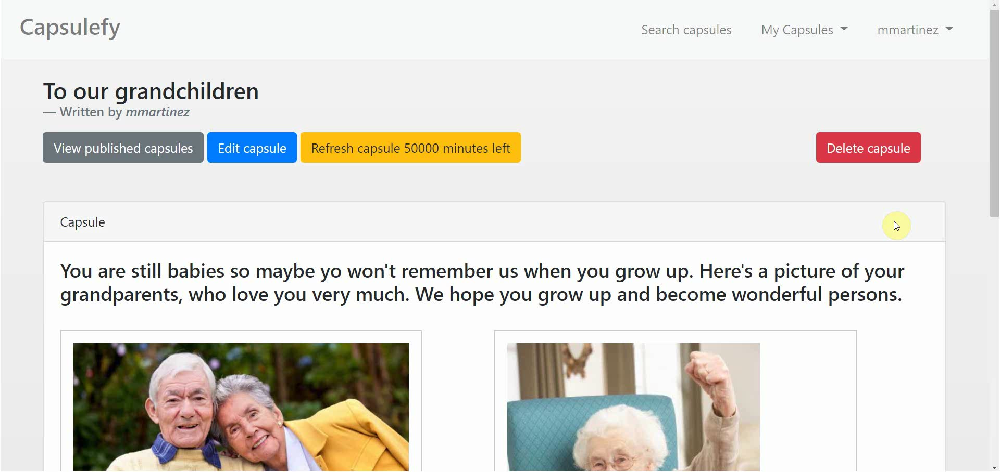 Capsulefy
Search capsules
My Capsules
mmartinez
To our grandchildren
— Written by mmartinez
View published capsules
Edit capsule
Refresh capsule 50000 minutes left
Delete capsule
Capsule
You are still babies so maybe yo won't remember us when you grow up. Here's a picture of your
grandparents, who love you very much. We hope you grow up and become wonderful persons.